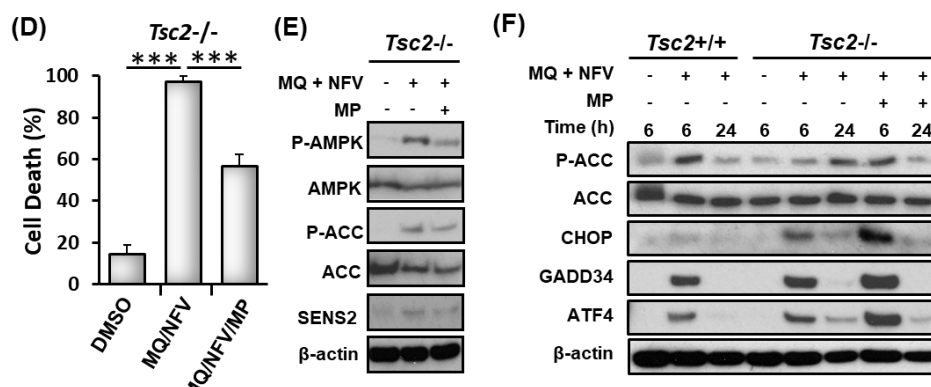 (D)
Tsc2-/-
*** ***
Cell Death (%)
100
80
60
40
20
0
DMSO
MQ/NFV
MQ/NFV/MP
(E)
Tsc2-/-
MQ + NFV - + +
MP - - +
P-AMPK
AMPK
P-ACC
ACC
SENS2
β-actin
(F)
Tsc2+/+ Tsc2-/-
MQ + NFV - + + - + + + +
MP - - - - - - + +
Time (h) 6 6 24 6 6 24 6 24
P-ACC
ACC
CHOP
GADD34
ATF4
β-actin